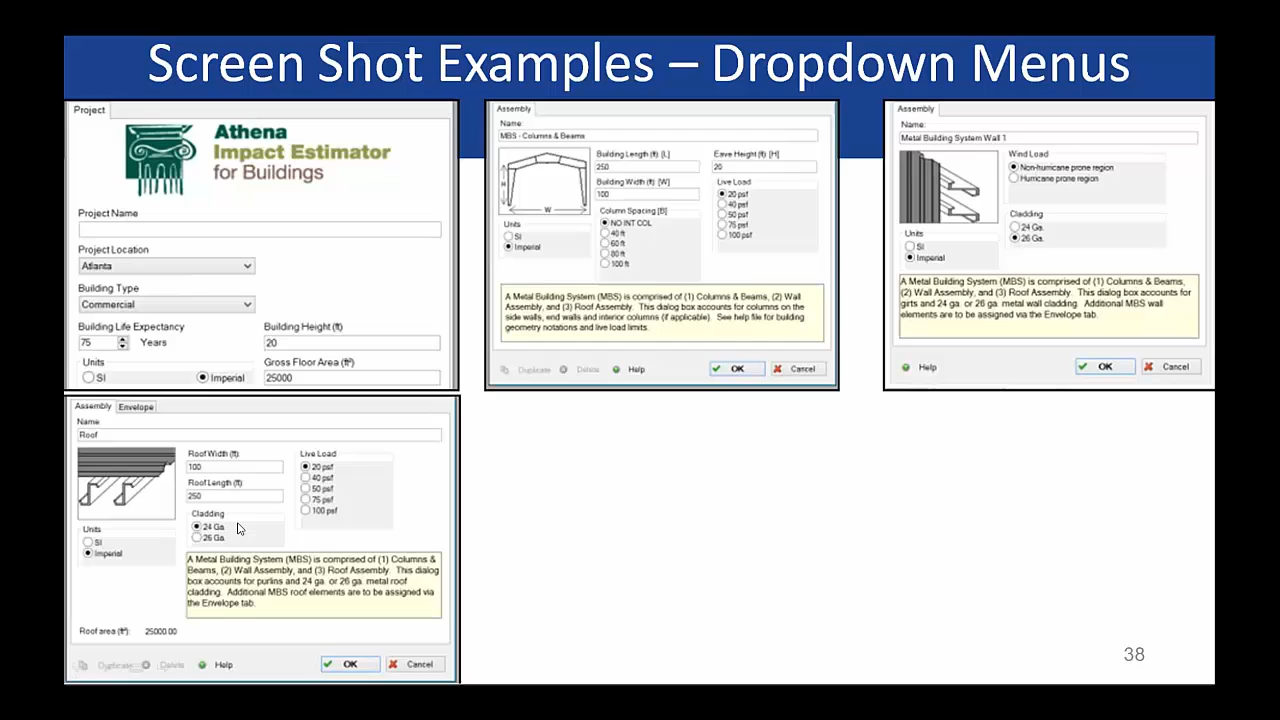 Screen Shot Examples – Dropdown Menus
Project
Athena
Impact Estimator
for Buildings
Project Name
Project Location
Atlanta
Building Type
Commercial
Building Life Expectancy
75 Years
Building Height (ft)
20
Units
SI Imperial
Gross Floor Area (ft²)
25000
Assembly
Name
MBS - Columns & Beams
H
W
Building Length (ft) [L]
250
Eave Height (ft) [H]
20
Building Width (ft) [W]
100
Column Spacing [B]
NO INT COL
40 ft
60 ft
80 ft
100 ft
Live Load
20 psf
40 psf
50 psf
75 psf
100 psf
Units
SI
Imperial
A Metal Building System (MBS) is comprised of (1) Columns & Beams, (2) Wall
Assembly, and (3) Roof Assembly. This dialog box accounts for columns on the
side walls, end walls and interior columns (if applicable). See help file for building
geometry notations and live load limits.
Duplicate Delete Help OK Cancel
Assembly
Name:
Metal Building System Wall 1
Wind Load
Non-hurricane prone region
Hurricane prone region
Cladding
24 Ga.
26 Ga.
Units
SI
Imperial
A Metal Building System (MBS) is comprised of (1) Columns & Beams,
(2) Wall Assembly, and (3) Roof Assembly. This dialog box accounts for
girts and 24 ga. or 26 ga. metal wall cladding. Additional MBS wall
elements are to be assigned via the Envelope tab.
Help OK Cancel
Assembly Envelope
Name
Roof
Roof Width (ft)
100
Roof Length (ft)
250
Cladding
24 Ga.
26 Ga.
Live Load
20 psf
40 psf
50 psf
75 psf
100 psf
Units
SI
Imperial
A Metal Building System (MBS) is comprised of (1) Columns &
Beams, (2) Wall Assembly, and (3) Roof Assembly. This dialog
box accounts for purlins and 24 ga. or 26 ga. metal roof
cladding. Additional MBS roof elements are to be assigned via
the Envelope tab.
Roof area (ft²): 25000.00
Duplicate Delete Help OK Cancel
38